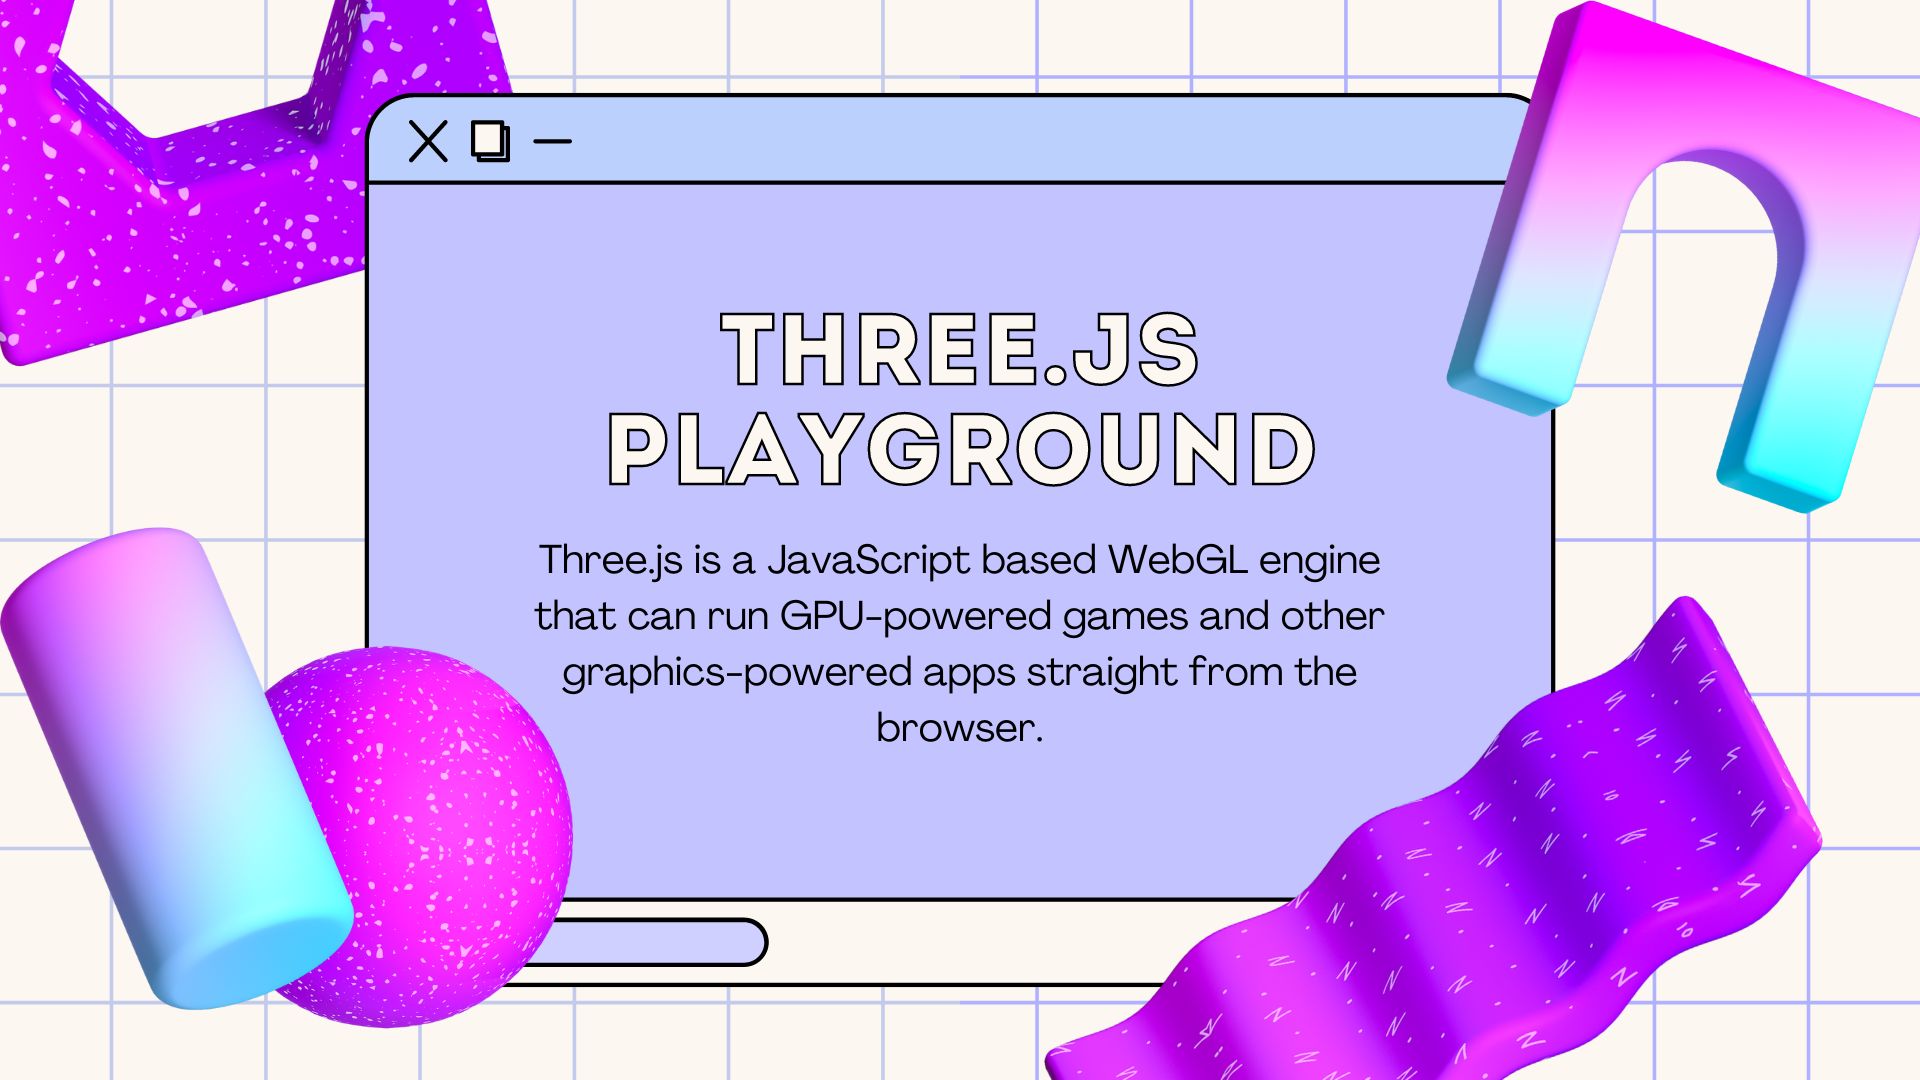 THREE.JS
PLAYGROUND
Three.js is a JavaScript based WebGL engine
that can run GPU-powered games and other
graphics-powered apps straight from the
browser.